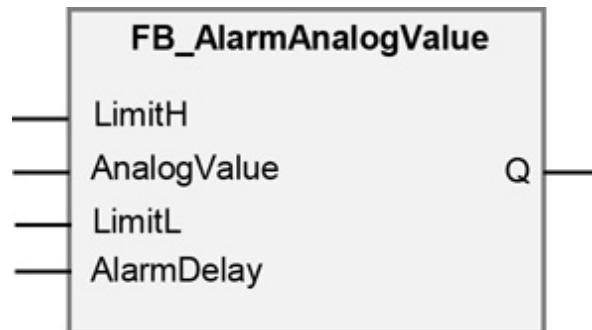 FB_AlarmAnalogValue
LimitH
AnalogValue Q
LimitL
AlarmDelay